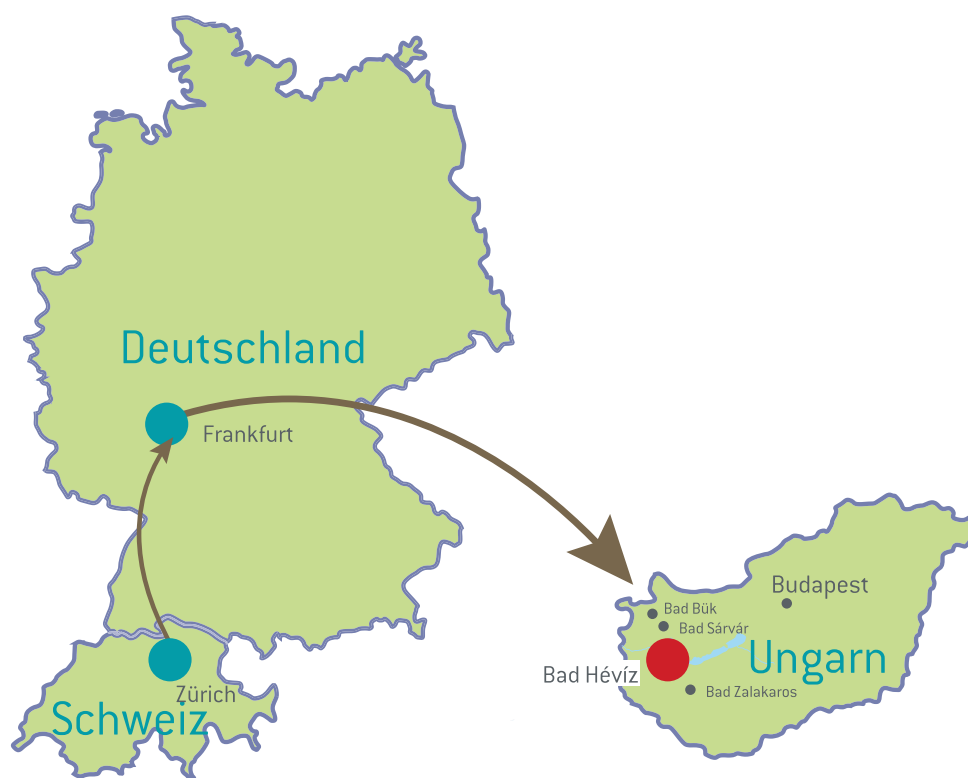 Deutschland
Frankfurt
Budapest
Bad Bük
Bad Sárvár
Ungarn
Bad Hévíz
Bad Zalakaros
Zürich
Schweiz